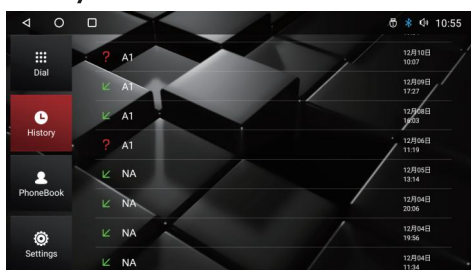 10:55
Dial
History
PhoneBook
Settings
? A1
12月10日
10:07
A1
12月09日
17:27
A1
12月08日
16:03
? A1
12月06日
11:19
NA
12月05日
13:14
NA
12月04日
20:06
NA
12月04日
19:56
NA
12月04日
11:34